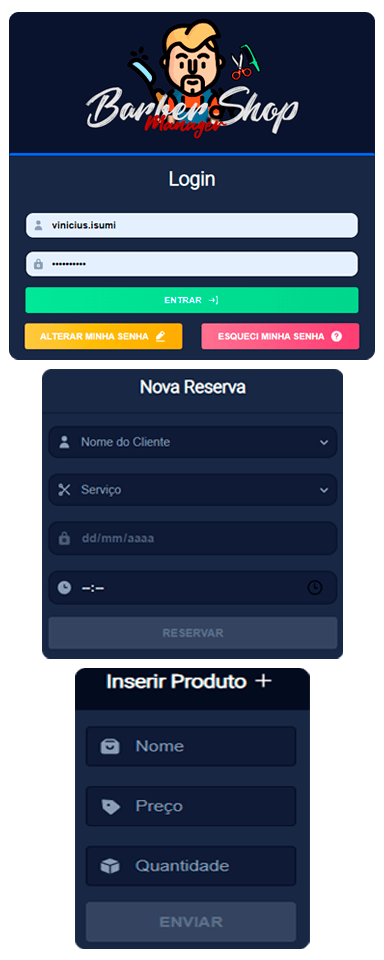 Barber Shop
Manager
Login
vinicius.isumi
••••••••••
ENTRAR
ALTERAR MINHA SENHA
ESQUECI MINHA SENHA ?
Nova Reserva
Nome do Cliente
Serviço
dd/mm/aaaa
--:--
RESERVAR
Inserir Produto +
Nome
Preço
Quantidade
ENVIAR